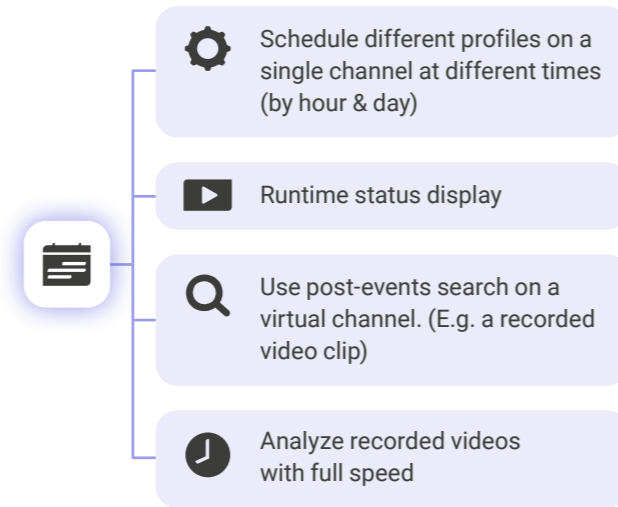 Schedule different profiles on a
single channel at different times
(by hour & day)
Runtime status display
Use post-events search on a
virtual channel. (E.g. a recorded
video clip)
Analyze recorded videos
with full speed